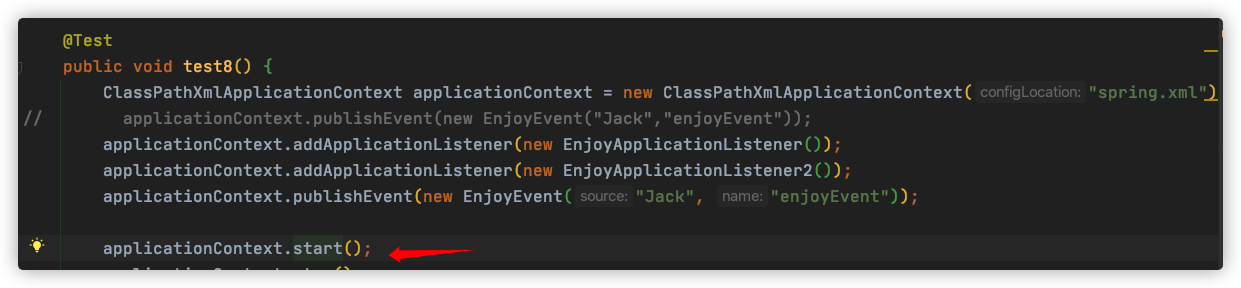 @Test
public void test8() {
ClassPathXmlApplicationContext applicationContext = new ClassPathXmlApplicationContext( configLocation: "spring.xml")
// applicationContext.publishEvent(new EnjoyEvent("Jack","enjoyEvent"));
applicationContext.addApplicationListener(new EnjoyApplicationListener());
applicationContext.addApplicationListener(new EnjoyApplicationListener2());
applicationContext.publishEvent(new EnjoyEvent( source: "Jack", name: "enjoyEvent"));
applicationContext.start();